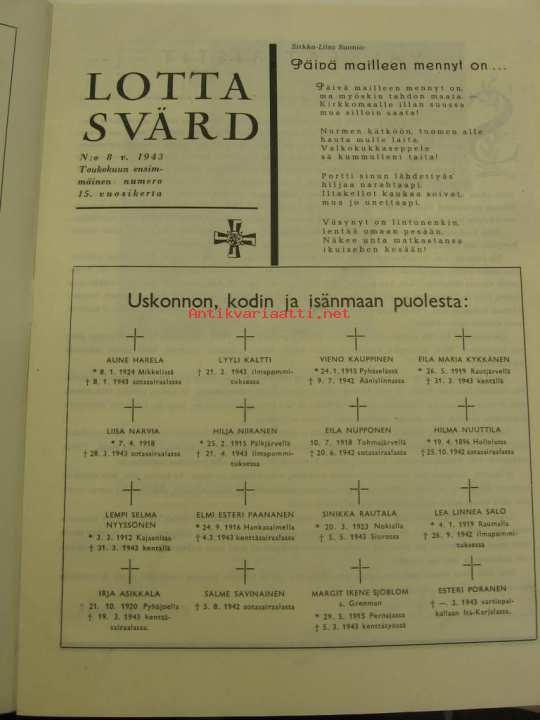 LOTTA
SVÄRD
N:o 8 v. 1943
Toukokuun ensim-
mäinen numero
15. vuosikerta
Sirkka-Liisa Suomio:
Päivä mailleen mennyt on...
Päivä mailleen mennyt on,
ma myöskin tahdon maata.
Kirkkomaalle illan suussa
mua silloin saata!
Nurmen kätköön, tuomen alle
hauta mulle laita,
Valkokukkaseppele
sä kummulleni taita!
Portti sinun lähdettyäs
hiljaa narahtaapi.
Iltakellot kaukaa soivat,
mua jo unettaapi.
Väsynyt on lintunenkin,
lentää omaan pesään.
Näkee unta matkastansa
ikuisehen kesään!
Uskonnon, kodin ja isänmaan puolesta:
Antikvariaatti.net
AUNE HARELA
* 8. 1. 1924 Mikkelissä
† 8. 1. 1943 sotasairaalassa
LYYLI KALTTI
† 21. 3. 1943 ilmapommi-
tuksessa
VIENO KAUPPINEN
* 24. 1. 1915 Pyhäselässä
† 9. 7. 1942 Äänislinnassa
EILA MARIA KYKKÄNEN
* 26. 5. 1919 Rautjärvellä
† 31. 3. 1943 kentällä
LIISA NARVIA
* 7. 4. 1918
† 28. 3. 1943 sotasairaalassa
HILJA NIIRANEN
* 25. 2. 1915 Pälkjärvellä
† 21. 4. 1943 ilmapommi-
tuksessa
EILA NUPPONEN
10. 7. 1918 Tohmajärvellä
† 20. 6. 1942 sotasairaalassa
HILMA NUUTTILA
* 19. 4. 1896 Hollolassa
† 25. 10. 1942 sotasairaalassa
LEMPI SELMA
NYYSSÖNEN
* 3. 3. 1912 Kajaanissa
† 31. 3. 1943 kentällä
ELMI ESTERI PAANANEN
* 24. 9. 1916 Hankasalmella
† 4.3. 1943 kenttäsairaalassa
SINIKKA RAUTALA
* 20. 3. 1923 Nokialla
† 5. 5. 1943 Siurossa
LEA LINNEA SALO
* 4. 1. 1919 Raumalla
† 26. 9. 1942 ilmapommi-
tuksessa
IRJA ASIKKALA
21. 10. 1920 Pyhäjoella
† 19. 3. 1943 kenttä-
sairaalassa.
SALME SAVINAINEN
† 5. 8. 1942 sotasairaalassa
MARGIT IRENE SJÖBLOM
s. Grenman
* 29. 5. 1915 Pernajassa
† 5. 3. 1943 kenttätyössä
ESTERI PORANEN
† —. 3. 1943 vartiopai-
kallaan Itä-Karjalassa.